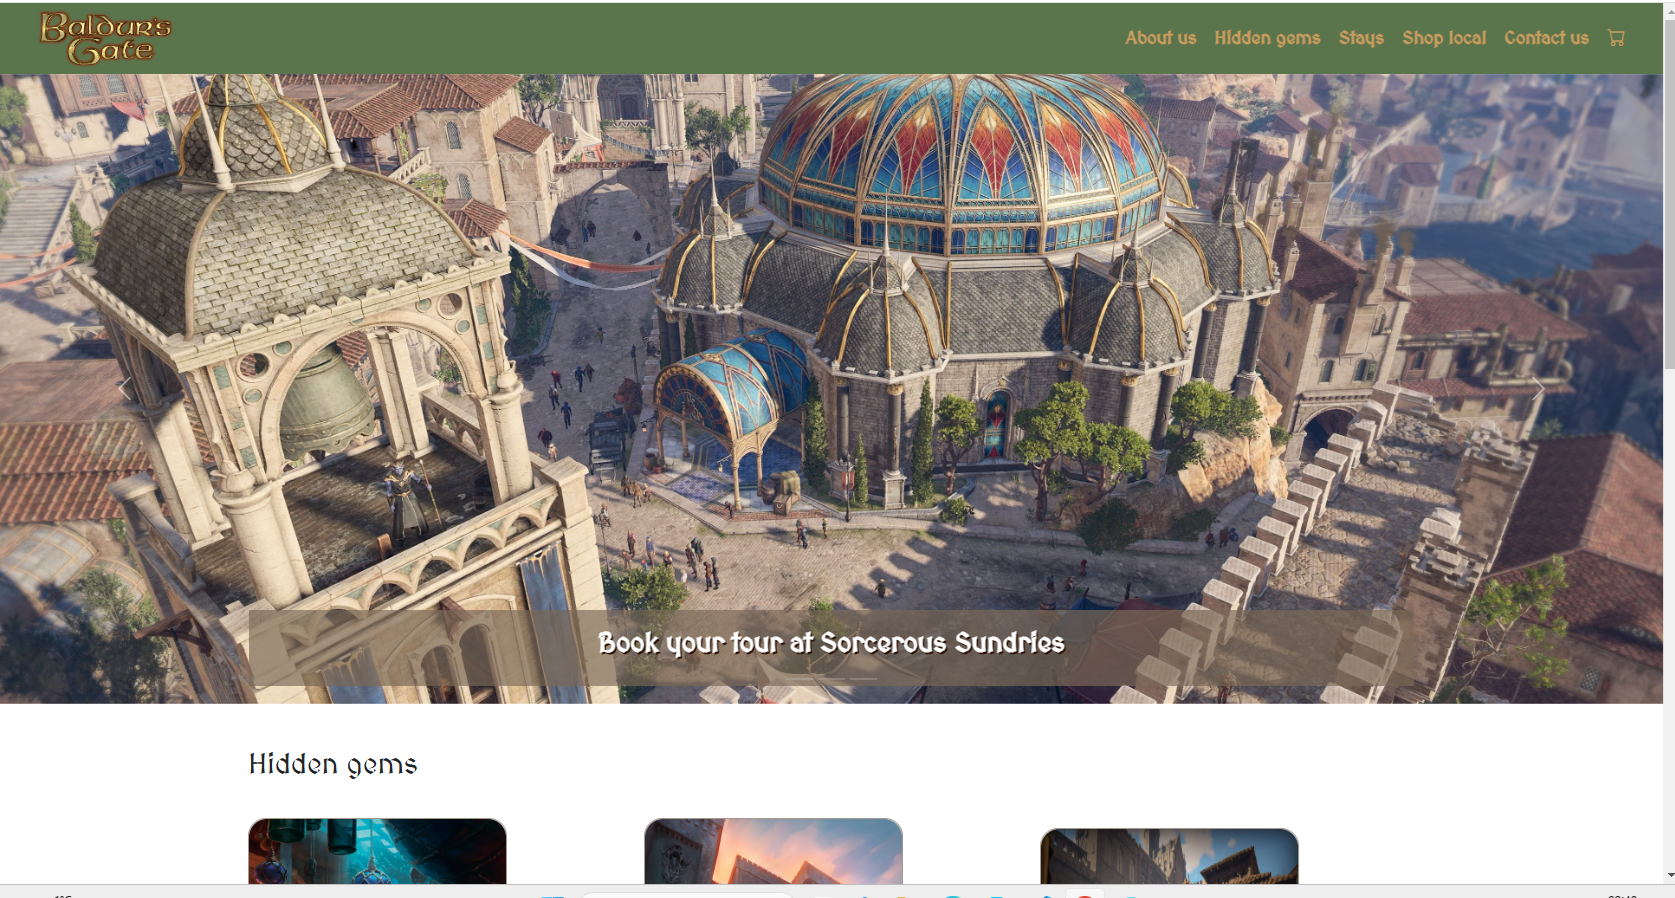 Baldur's
Gate
About us Hidden gems Stays Shop local Contact us
Book your tour at Sorcerous Sundries
Hidden gems